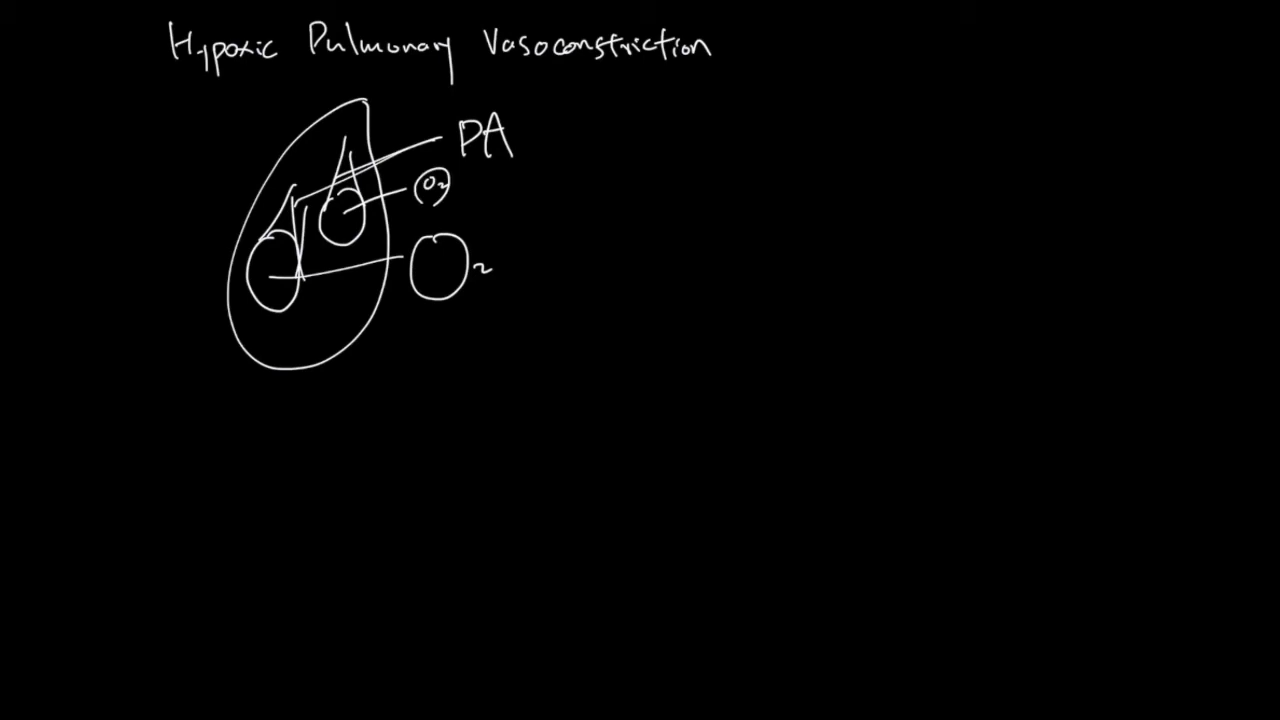 Hypoxic Pulmonary Vasoconstriction
PA
O₂
O₂